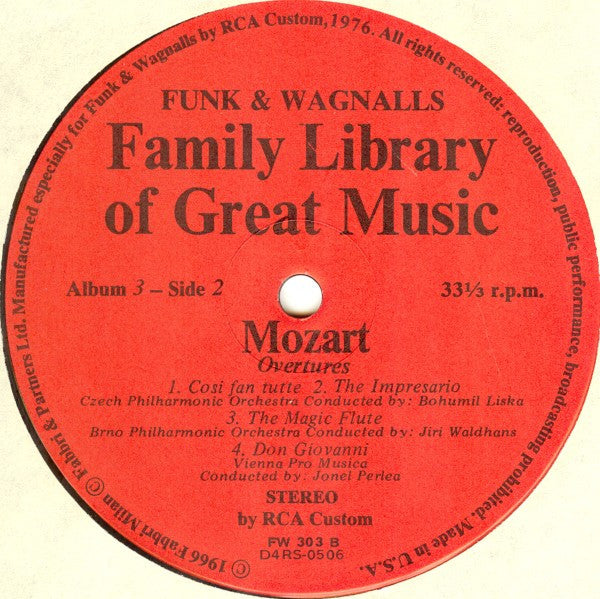 © 1966 Fabbri Milan © Fabbri & Partners Ltd. Manufactured especially for Funk & Wagnalls by RCA Custom, 1976. All rights reserved; reproduction, public performance, broadcasting prohibited. Made in U.S.A.
FUNK & WAGNALLS
Family Library
of Great Music
Album 3 – Side 2
33⅓ r.p.m.
Mozart
Overtures
1. Cosi fan tutte 2. The Impresario
Czech Philharmonic Orchestra Conducted by: Bohumil Liska
3. The Magic Flute
Brno Philharmonic Orchestra Conducted by: Jiri Waldhans
4. Don Giovanni
Vienna Pro Musica
Conducted by: Jonel Perlea
STEREO
by RCA Custom
FW 303 B
D4RS-0506